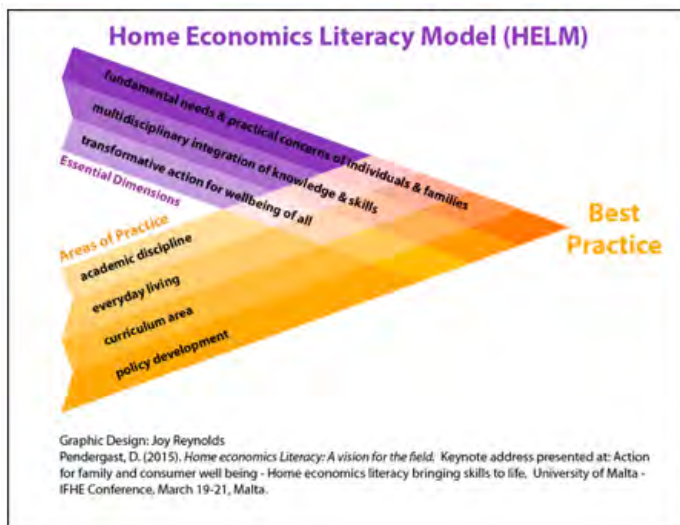 Home Economics Literacy Model (HELM)
fundamental needs & practical concerns of individuals & families
multidisciplinary integration of knowledge & skills
transformative action for wellbeing of all
Essential Dimensions
Areas of Practice
academic discipline
everyday living
curriculum area
policy development
Best
Practice
Graphic Design: Joy Reynolds
Pendergast, D. (2015). Home economics Literacy: A vision for the field. Keynote address presented at: Action
for family and consumer well being - Home economics literacy bringing skills to life. University of Malta -
IFHE Conference, March 19-21, Malta.